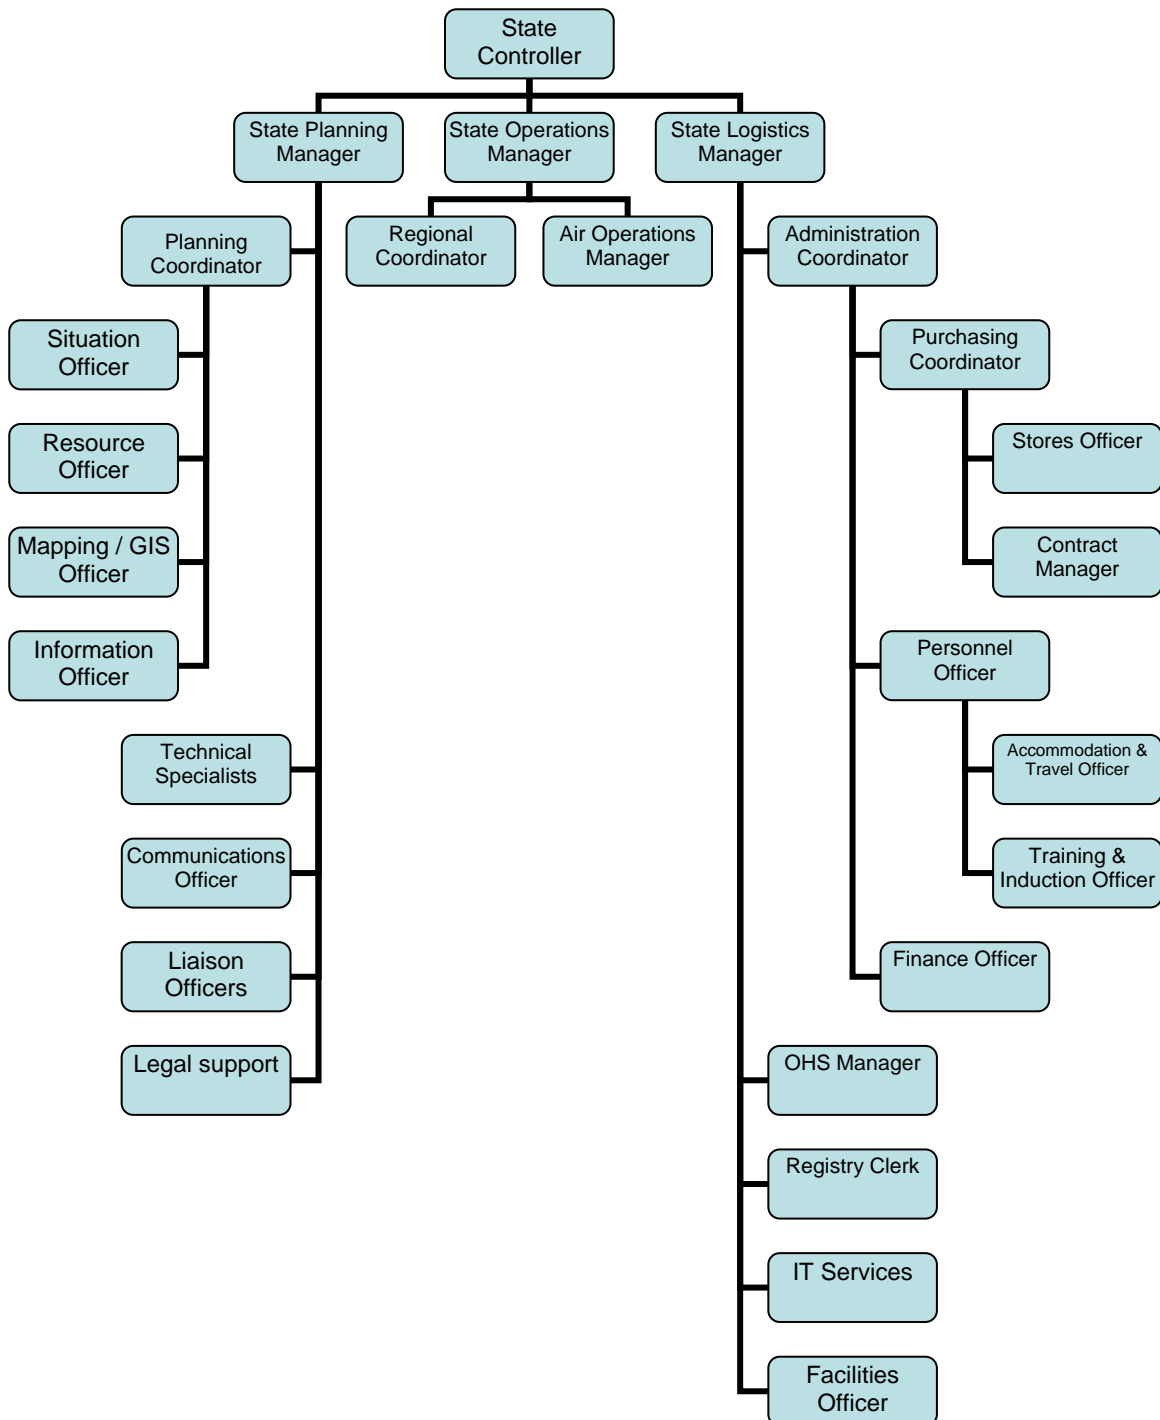 State
Controller
State Planning
Manager
State Operations
Manager
State Logistics
Manager
Planning
Coordinator
Regional
Coordinator
Air Operations
Manager
Administration
Coordinator
Situation
Officer
Purchasing
Coordinator
Resource
Officer
Stores Officer
Mapping / GIS
Officer
Contract
Manager
Information
Officer
Personnel
Officer
Technical
Specialists
Accommodation &
Travel Officer
Communications
Officer
Training &
Induction Officer
Liaison
Officers
Finance Officer
Legal support
OHS Manager
Registry Clerk
IT Services
Facilities
Officer